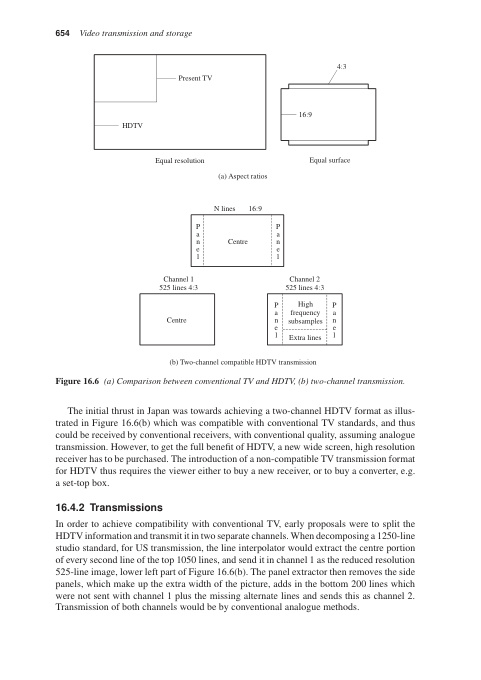 654 Video transmission and storage
4:3
Present TV
16:9
HDTV
Equal resolution
Equal surface
(a) Aspect ratios
N lines 16:9
Panel
Centre
Panel
Channel 1
525 lines 4:3
Channel 2
525 lines 4:3
Centre
Panel
High
frequency
subsamples
Extra lines
Panel
(b) Two-channel compatible HDTV transmission
Figure 16.6 (a) Comparison between conventional TV and HDTV, (b) two-channel transmission.
The initial thrust in Japan was towards achieving a two-channel HDTV format as illus-
trated in Figure 16.6(b) which was compatible with conventional TV standards, and thus
could be received by conventional receivers, with conventional quality, assuming analogue
transmission. However, to get the full benefit of HDTV, a new wide screen, high resolution
receiver has to be purchased. The introduction of a non-compatible TV transmission format
for HDTV thus requires the viewer either to buy a new receiver, or to buy a converter, e.g.
a set-top box.
16.4.2 Transmissions
In order to achieve compatibility with conventional TV, early proposals were to split the
HDTV information and transmit it in two separate channels. When decomposing a 1250-line
studio standard, for US transmission, the line interpolator would extract the centre portion
of every second line of the top 1050 lines, and send it in channel 1 as the reduced resolution
525-line image, lower left part of Figure 16.6(b). The panel extractor then removes the side
panels, which make up the extra width of the picture, adds in the bottom 200 lines which
were not sent with channel 1 plus the missing alternate lines and sends this as channel 2.
Transmission of both channels would be by conventional analogue methods.